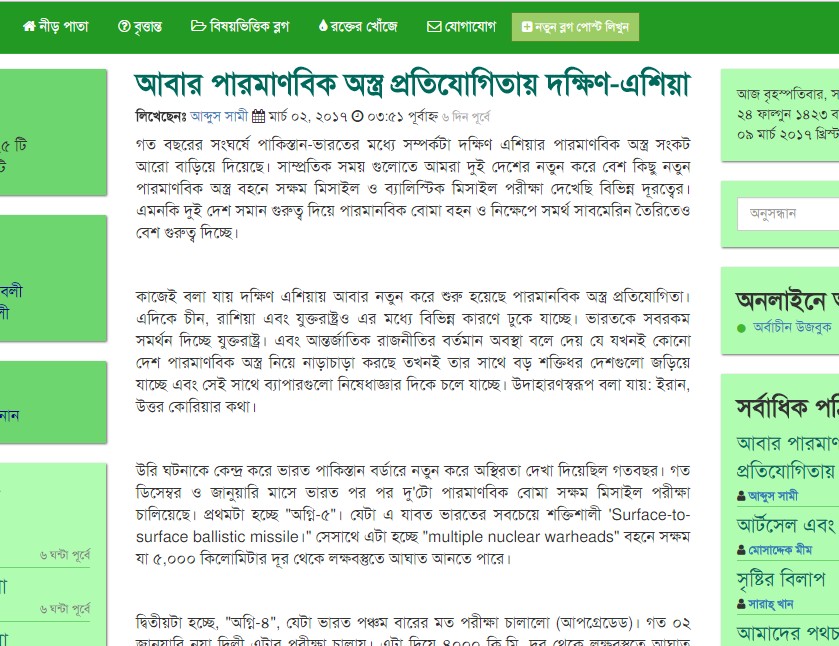 নীড় পাতা
বৃত্তান্ত
বিষয়ভিত্তিক ব্লগ
রক্তের খোঁজে
যোগাযোগ
নতুন ব্লগ পোস্ট লিখুন
আবার পারমাণবিক অস্ত্র প্রতিযোগিতায় দক্ষিণ-এশিয়া
লিখেছেনঃ আব্দুস সামী মার্চ ০২, ২০১৭ ০৩:৫১ পূর্বাহ্ন ৬ দিন পূর্বে
গত বছরের সংঘর্ষে পাকিস্তান-ভারতের মধ্যে সম্পর্কটা দক্ষিণ এশিয়ার পারমাণবিক অস্ত্র সংকট
আরো বাড়িয়ে দিয়েছে। সাম্প্রতিক সময় গুলোতে আমরা দুই দেশের নতুন করে বেশ কিছু নতুন
পারমাণবিক অস্ত্র বহনে সক্ষম মিসাইল ও ব্যালিস্টিক মিসাইল পরীক্ষা দেখেছি বিভিন্ন দূরত্বের।
এমনকি দুই দেশ সমান গুরুত্ব দিয়ে পারমানবিক বোমা বহন ও নিক্ষেপে সমর্থ সাবমেরিন তৈরিতেও
বেশ গুরুত্ব দিচ্ছে।
কাজেই বলা যায় দক্ষিণ এশিয়ায় আবার নতুন করে শুরু হয়েছে পারমানবিক অস্ত্র প্রতিযোগিতা।
এদিকে চীন, রাশিয়া এবং যুক্তরাষ্ট্রও এর মধ্যে বিভিন্ন কারণে ঢুকে যাচ্ছে। ভারতকে সবরকম
সমর্থন দিচ্ছে যুক্তরাষ্ট্র। এবং আন্তর্জাতিক রাজনীতির বর্তমান অবস্থা বলে দেয় যে যখনই কোনো
দেশ পারমাণবিক অস্ত্র নিয়ে নাড়াচাড়া করছে তখনই তার সাথে বড় শক্তিধর দেশগুলো জড়িয়ে
যাচ্ছে এবং সেই সাথে ব্যাপারগুলো নিষেধাজ্ঞার দিকে চলে যাচ্ছে। উদাহারণস্বরূপ বলা যায়: ইরান,
উত্তর কোরিয়ার কথা।
উরি ঘটনাকে কেন্দ্র করে ভারত পাকিস্তান বর্ডারে নতুন করে অস্থিরতা দেখা দিয়েছিল গতবছর। গত
ডিসেম্বর ও জানুয়ারি মাসে ভারত পর পর দু'টো পারমাণবিক বোমা সক্ষম মিসাইল পরীক্ষা
চালিয়েছে। প্রথমটা হচ্ছে "অগ্নি-৫"। যেটা এ যাবত ভারতের সবচেয়ে শক্তিশালী 'Surface-to-
surface ballistic missile।" সেসাথে এটা হচ্ছে "multiple nuclear warheads" বহনে সক্ষম
যা ৫,০০০ কিলোমিটার দূর থেকে লক্ষবস্তুতে আঘাত আনতে পারে।
দ্বিতীয়টা হচ্ছে, "অগ্নি-৪", যেটা ভারত পঞ্চম বারের মত পরীক্ষা চালালো (আপগ্রেডেড)। গত ০২
জানুয়ারি নয়া দিল্লী এটার পরীক্ষা চালায়। এটা দিয়ে ৪০০০ কি.মি. দূর থেকে লক্ষবস্তুতে আঘাত
৫ টি
টি
বলী
লী
নান
৬ ঘন্টা পূর্বে
৬ ঘন্টা পূর্বে
আজ বৃহস্পতিবার,
২৪ ফাল্গুন ১৪২৩
০৯ মার্চ ২০১৭
অনুসন্ধান
অনলাইনে
অর্বাচীন উজবুক
সর্বাধিক
আবার
প্রতিযোগিতায়
আব্দুস সামী
আর্টসেল এবং
মোসাদ্দেক মীম
সৃষ্টির বিলাপ
সারাহ্ খান
আমাদের